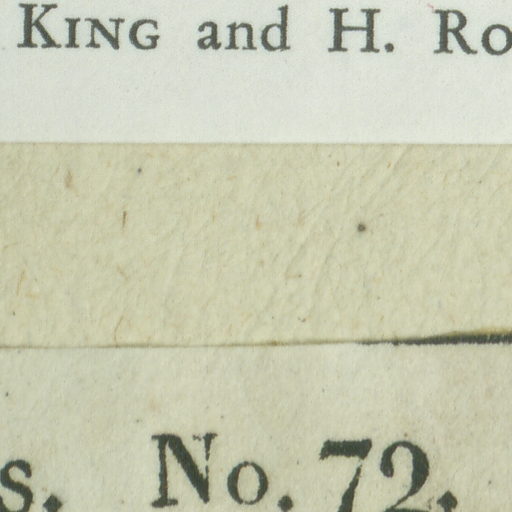 KING and H. Ro
s. No. 72.